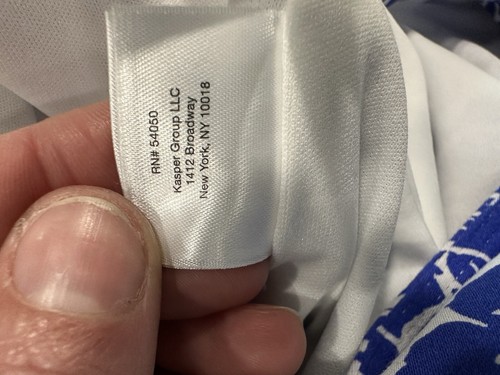 RN# 54050
Kasper Group LLC
1412 Broadway
New York, NY 10018